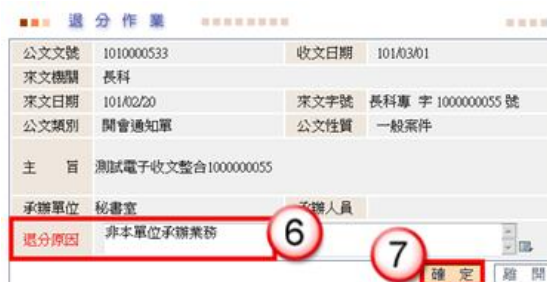 退 分 作 業
公文文號 1010000533 收文日期 101/03/01
來文機關 長科
來文日期 101/02/20 來文字號 長科專 字 1000000055 號
公文類別 開會通知單 公文性質 一般案件
主 旨 測試電子收文整合1000000055
承辦單位 秘書室 承辦人員
退分原因 非本單位承辦業務 6
7
確 定 離 開